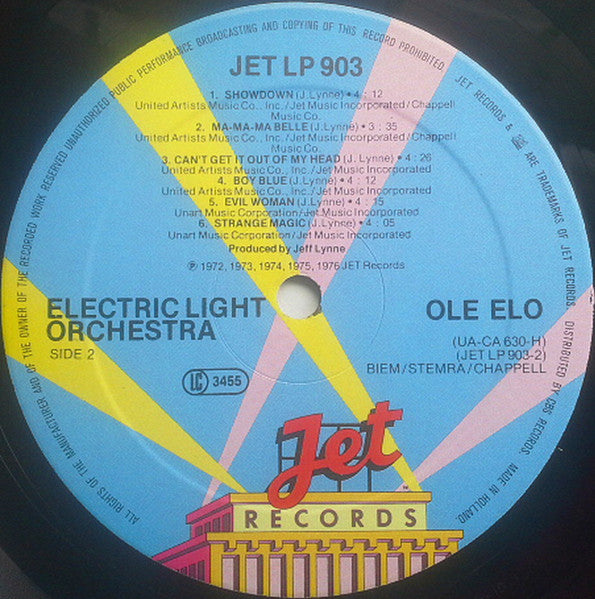 ALL RIGHTS OF THE MANUFACTURER AND OF THE OWNER OF THE RECORDED WORK RESERVED UNAUTHORIZED PUBLIC PERFORMANCE BROADCASTING AND COPYING OF THIS RECORD PROHIBITED. JET RECORDS & ARE TRADEMARKS OF JET RECORDS. DISTRIBUTED BY CBS RECORDS. MADE IN HOLLAND.
JET LP 903
1. SHOWDOWN (J. Lynne) • 4 : 12
United Artists Music Co., Inc./Jet Music Incorporated/Chappell
Music Co.
2. MA-MA-MA BELLE (J. Lynne) • 3 : 35
United Artists Music Co., Inc./Jet Music Incorporated/Chappell
Music Co.
3. CAN'T GET IT OUT OF MY HEAD (J. Lynne) • 4 : 26
United Artists Music Co., Inc./Jet Music Incorporated
4. BOY BLUE (J. Lynne) • 4 : 12
United Artists Music Co., Inc./Jet Music Incorporated
5. EVIL WOMAN (J. Lynne) • 4 : 15
Unart Music Corporation/Jet Music Incorporated
6. STRANGE MAGIC (J. Lynne) • 4 : 05
Unart Music Corporation/Jet Music Incorporated
Produced by Jeff Lynne
℗ 1972, 1973, 1974, 1975, 1976 JET Records
ELECTRIC LIGHT
ORCHESTRA
SIDE 2
OLE ELO
(UA-CA 630-H)
(JET LP 903-2)
BIEM/STEMRA/CHAPPELL
LC 3455
Jet
RECORDS